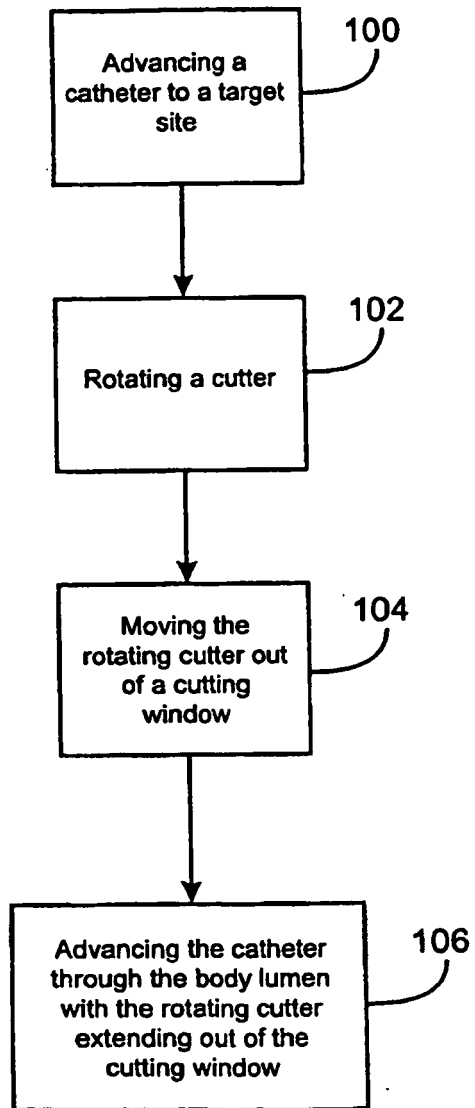 100
Advancing a
catheter to a target
site
102
Rotating a cutter
104
Moving the
rotating cutter out
of a cutting
window
106
Advancing the catheter
through the body lumen
with the rotating cutter
extending out of the
cutting window